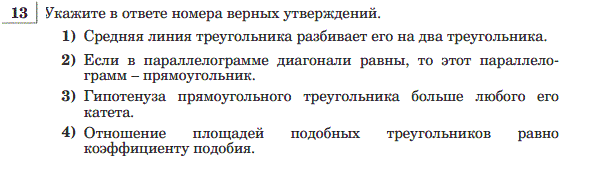 13 Укажите в ответе номера верных утверждений.
1) Средняя линия треугольника разбивает его на два треугольника.
2) Если в параллелограмме диагонали равны, то этот параллело-
грамм – прямоугольник.
3) Гипотенуза прямоугольного треугольника больше любого его
катета.
4) Отношение площадей подобных треугольников равно
коэффициенту подобия.